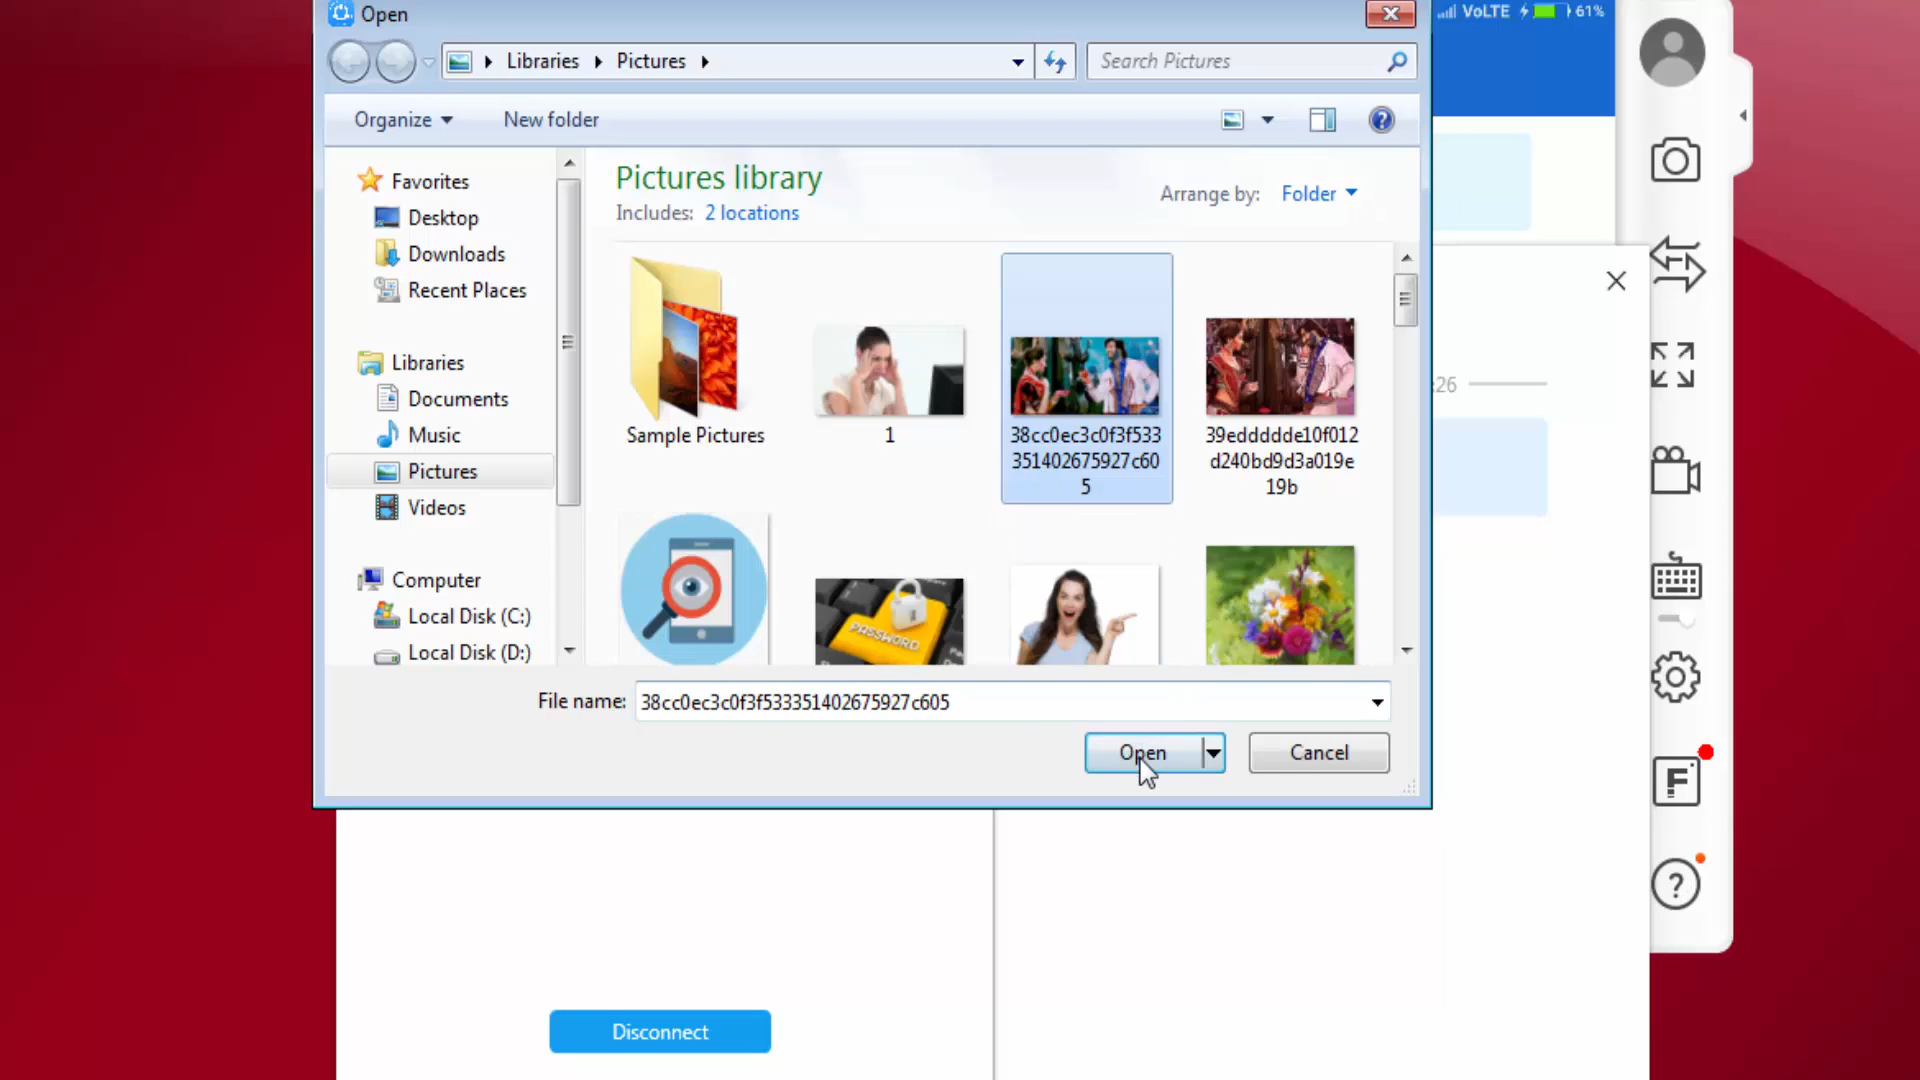 Open
VoLTE 61%
Libraries Pictures
Search Pictures
Organize New folder
Favorites
Desktop
Downloads
Recent Places
Libraries
Documents
Music
Pictures
Videos
Computer
Local Disk (C:)
Local Disk (D:)
Pictures library
Includes: 2 locations
Arrange by: Folder
Sample Pictures
1
38cc0ec3c0f3f533
351402675927c60
5
39eddddde10f012
d240bd9d3a019e
19b
PASSWORD
:26
File name: 38cc0ec3c0f3f533351402675927c605
Open
Cancel
F
?
Disconnect